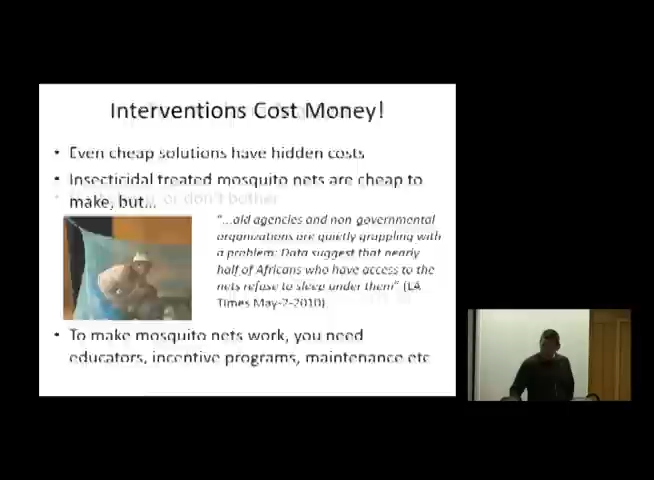 Interventions Cost Money!
• Even cheap solutions have hidden costs
• Insecticidal treated mosquito nets are cheap to
make, but...
or don't bother
"...aid agencies and non-governmental
organizations are quietly grappling with
a problem: Data suggest that nearly
half of Africans who have access to the
nets refuse to sleep under them" (LA
Times May-2-2010)
• To make mosquito nets work, you need
educators, incentive programs, maintenance etc